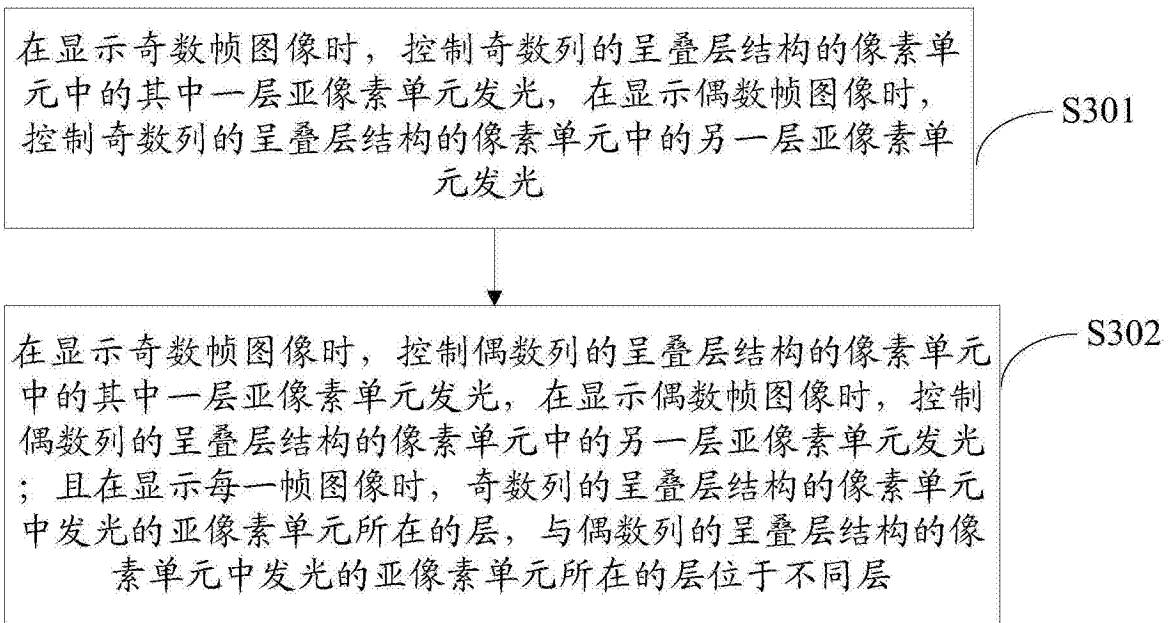 在显示奇数帧图像时，控制奇数列的呈叠层结构的像素单
元中的其中一层亚像素单元发光，在显示偶数帧图像时，
控制奇数列的呈叠层结构的像素单元中的另一层亚像素单
元发光
S301
在显示奇数帧图像时，控制偶数列的呈叠层结构的像素单元
中的其中一层亚像素单元发光，在显示偶数帧图像时，控制
偶数列的呈叠层结构的像素单元中的另一层亚像素单元发光
；且在显示每一帧图像时，奇数列的呈叠层结构的像素单元
中发光的亚像素单元所在的层，与偶数列的呈叠层结构的像
素单元中发光的亚像素单元所在的层位于不同层
S302